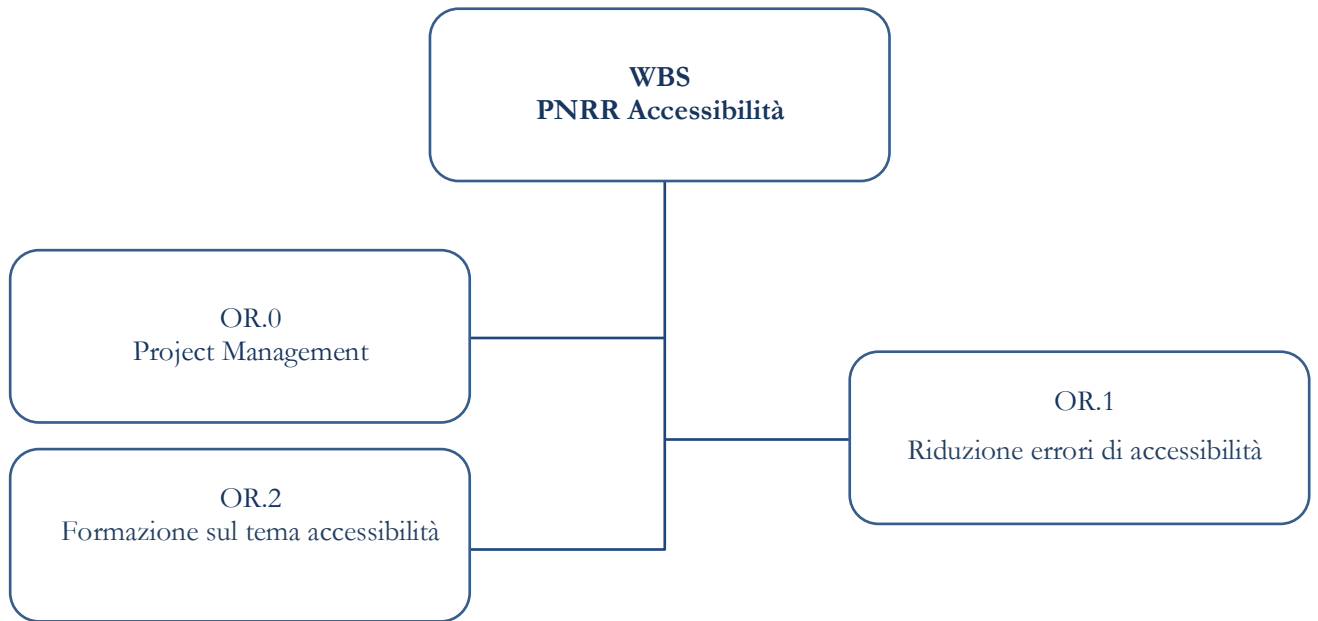 WBS
PNRR Accessibilità
OR.0
Project Management
OR.1
Riduzione errori di accessibilità
OR.2
Formazione sul tema accessibilità